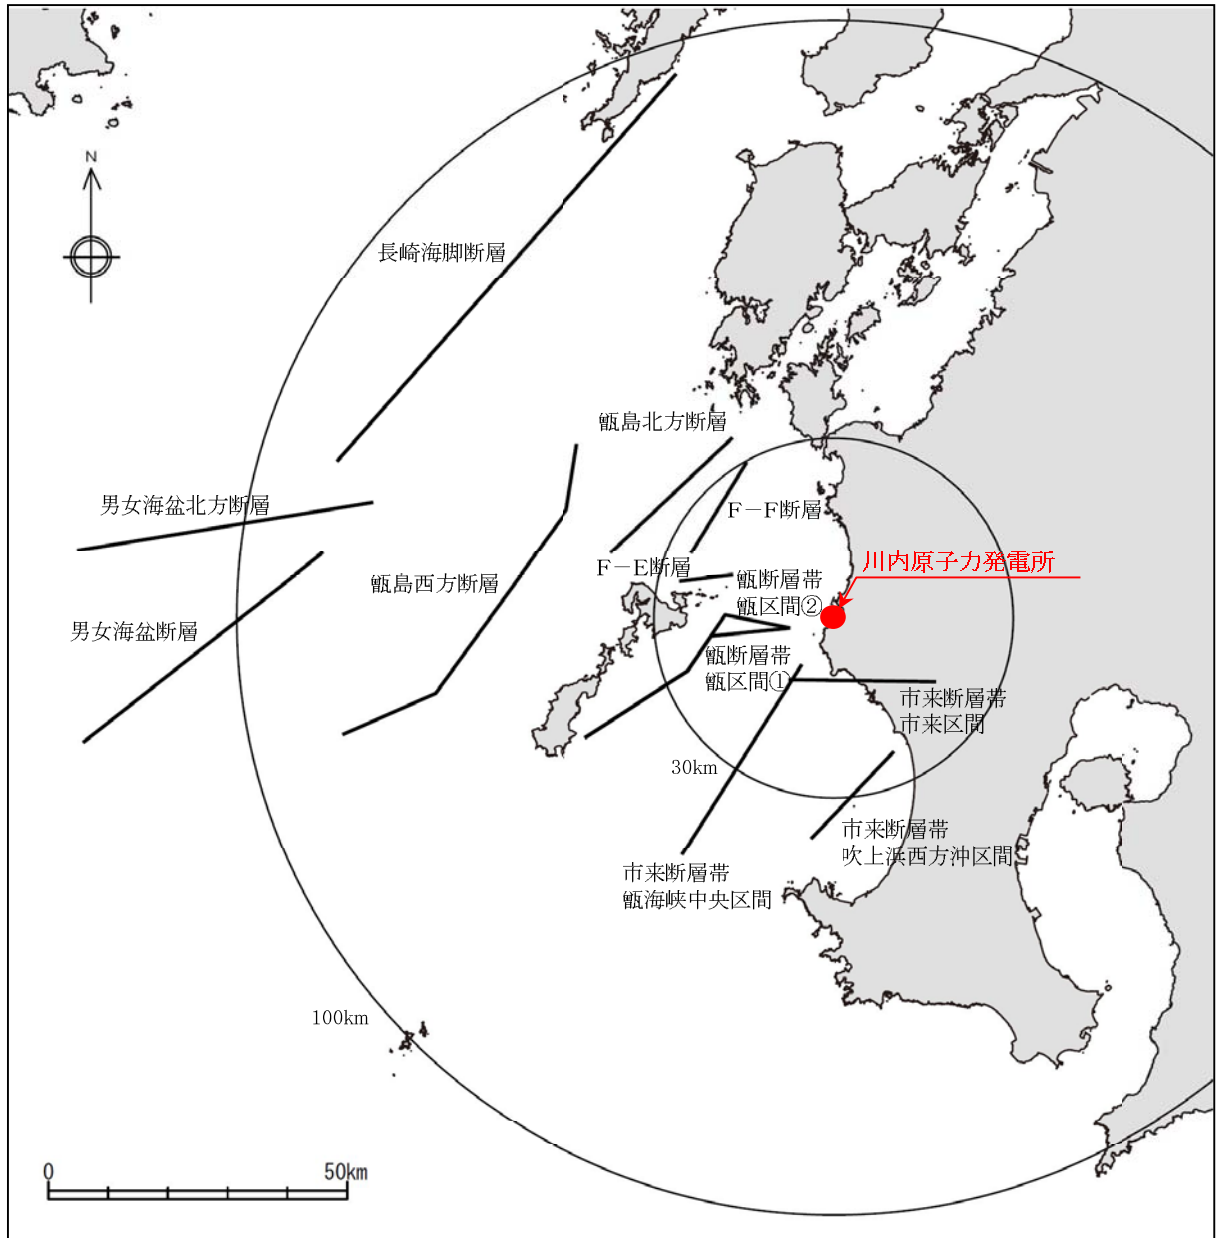 N
長崎海脚断層
甑島北方断層
男女海盆北方断層
F-F断層
川内原子力発電所
F-E断層
甑島西方断層
甑断層帯
甑区間②
男女海盆断層
甑断層帯
甑区間①
市来断層帯
市来区間
30km
市来断層帯
吹上浜西方沖区間
市来断層帯
甑海峡中央区間
100km
0
50km